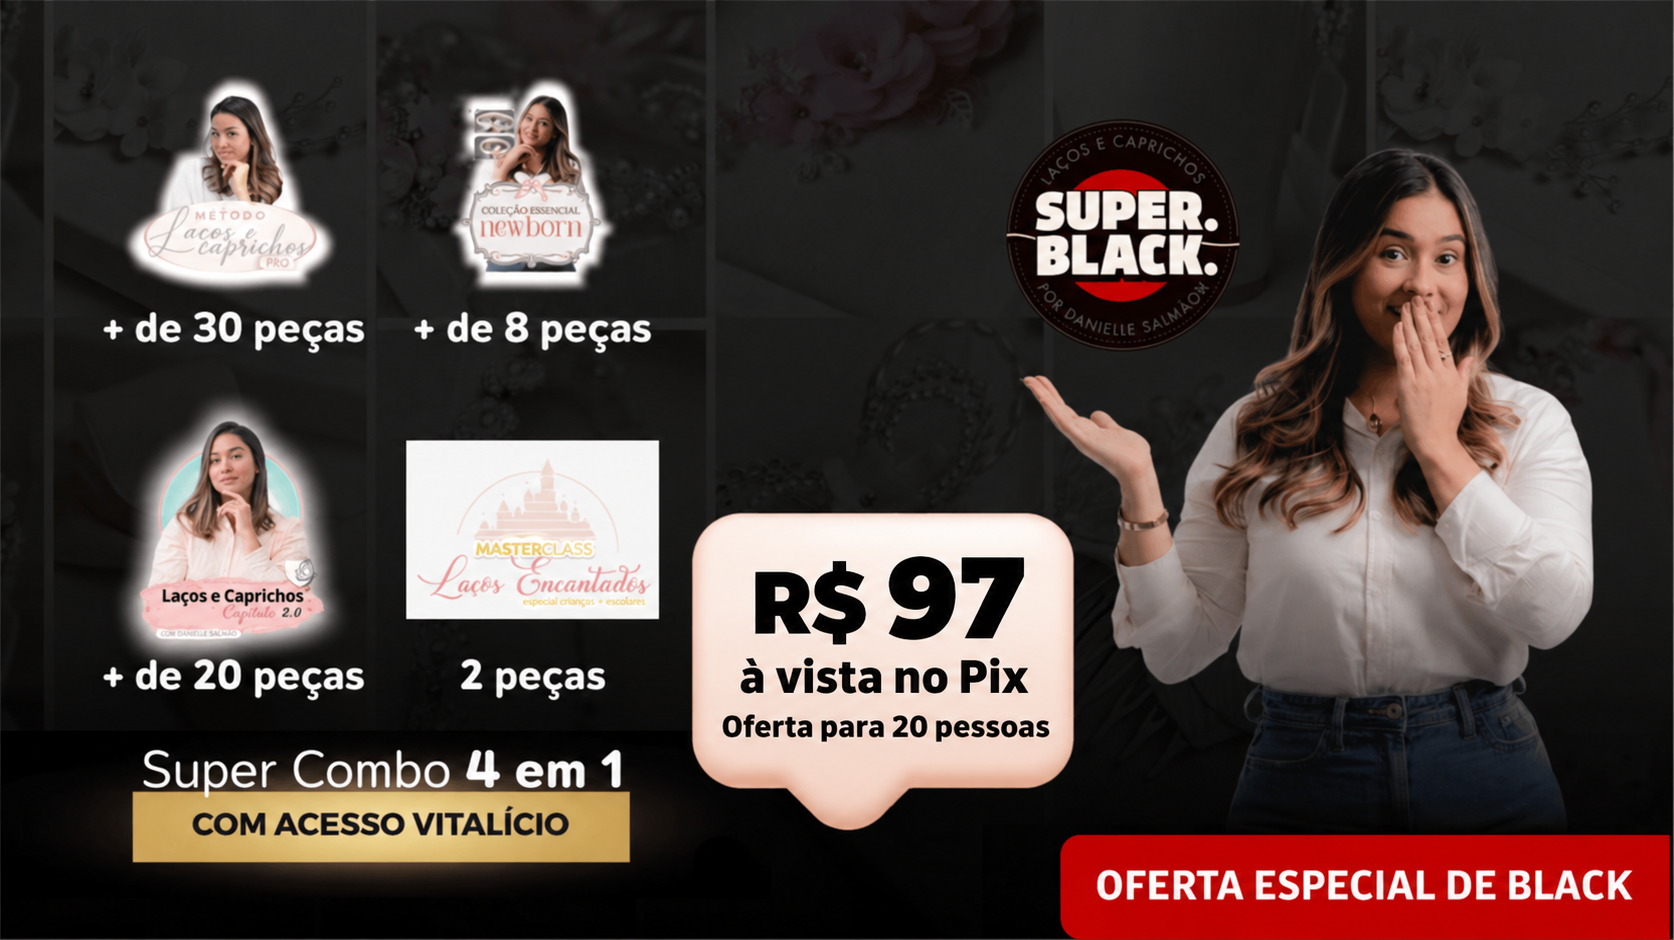 MÉTODO
Laços e
caprichos
PRO
+ de 30 peças
COLEÇÃO ESSENCIAL
newborn
+ de 8 peças
Laços e Caprichos
Capítulo 2.0
COM DANIELLE SALMÃO
+ de 20 peças
MASTERCLASS
Laços Encantados
especial crianças + escolares
2 peças
Super Combo 4 em 1
COM ACESSO VITALÍCIO
R$ 97
à vista no Pix
Oferta para 20 pessoas
LAÇOS E CAPRICHOS
SUPER.
BLACK.
POR DANIELLE SALMÃO
OFERTA ESPECIAL DE BLACK